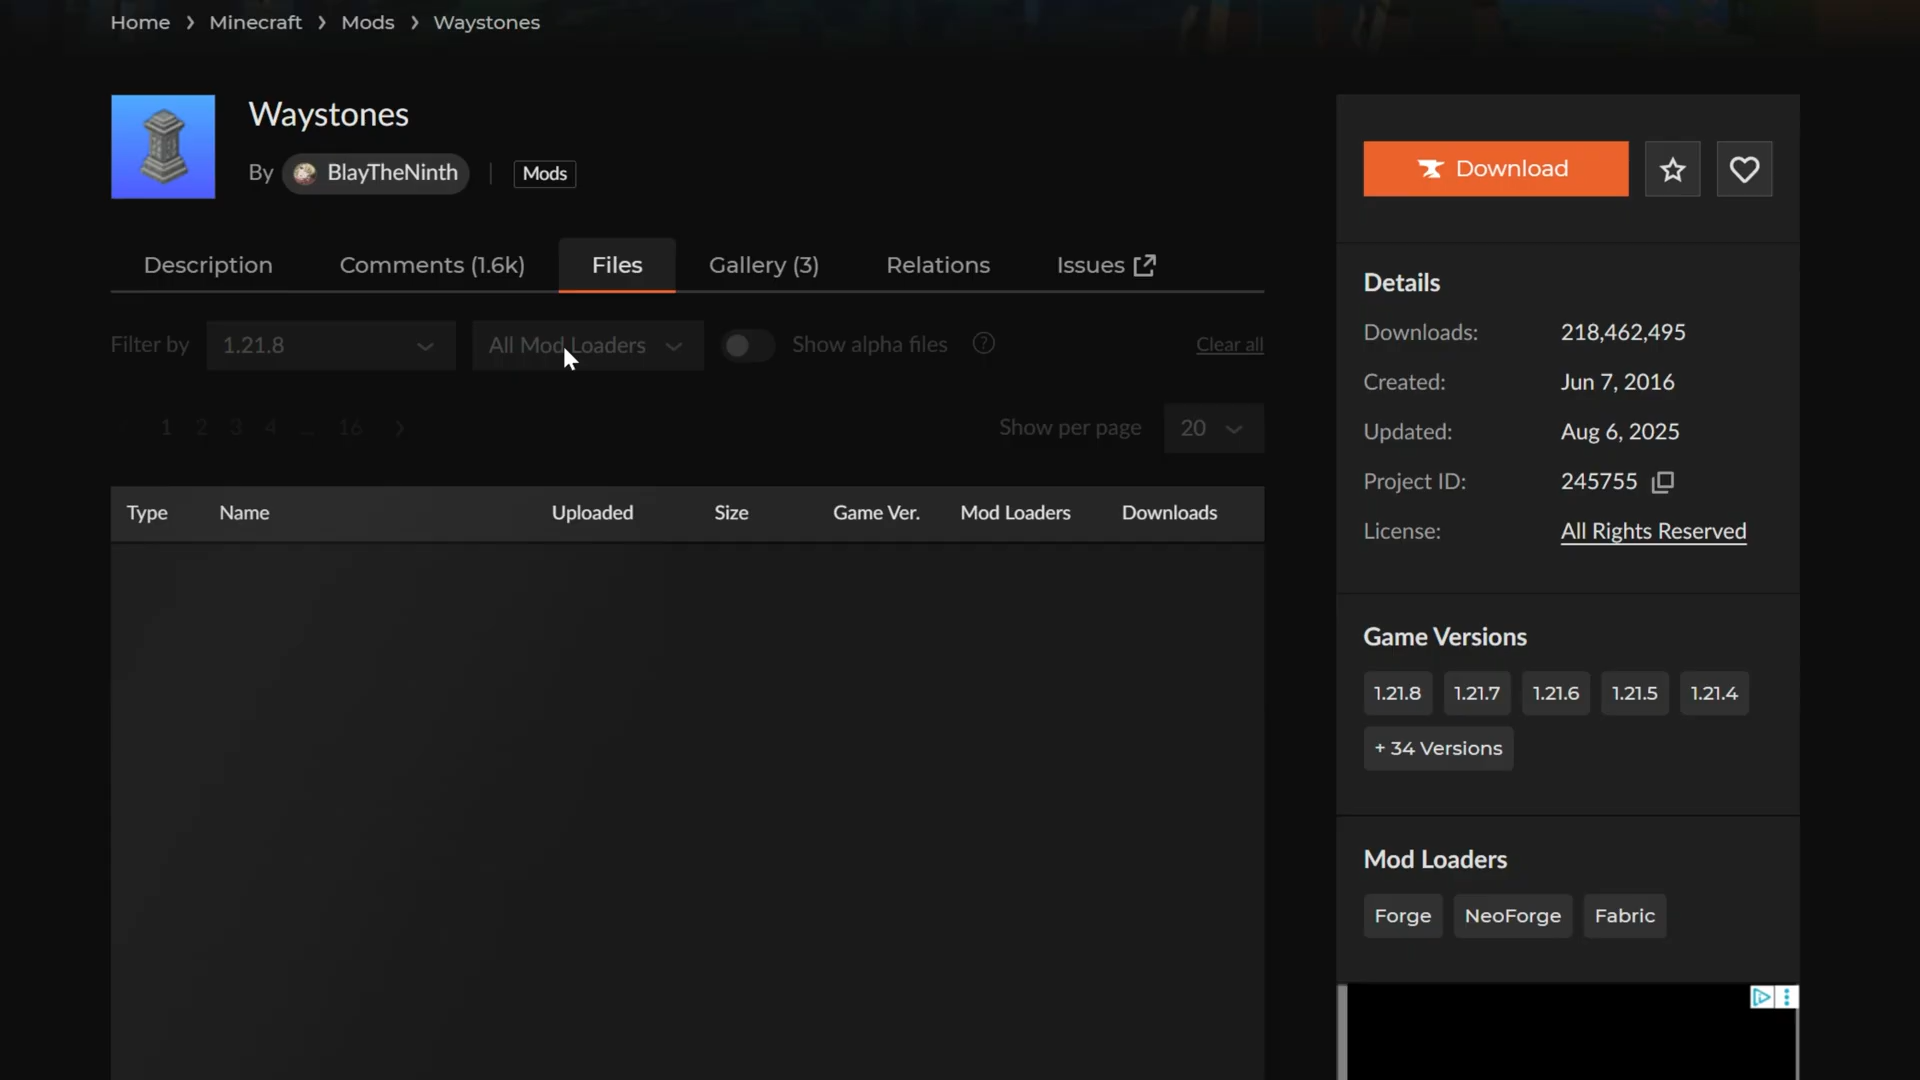 Home > Minecraft > Mods > Waystones
Waystones
By BlayTheNinth | Mods
Download
Description Comments (1.6k) Files Gallery (3) Relations Issues
Filter by 1.21.8 All Mod Loaders Show alpha files ? Clear all
1 2 3 4 ... 16 >
Show per page 20
Type Name Uploaded Size Game Ver. Mod Loaders Downloads
Details
Downloads: 218,462,495
Created: Jun 7, 2016
Updated: Aug 6, 2025
Project ID: 245755
License: All Rights Reserved
Game Versions
1.21.8 1.21.7 1.21.6 1.21.5 1.21.4
+ 34 Versions
Mod Loaders
Forge NeoForge Fabric